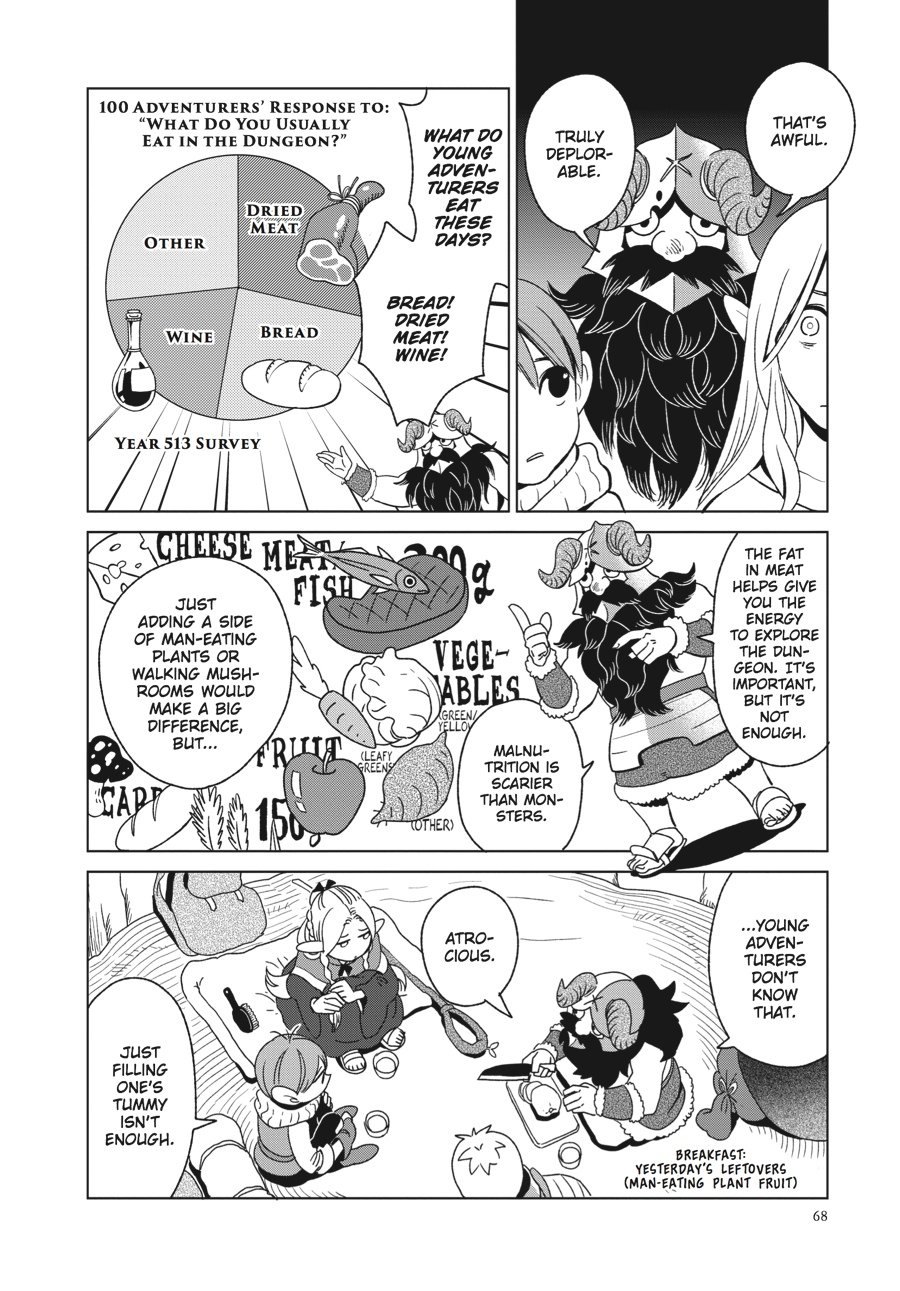 THAT'S
AWFUL.
TRULY
DEPLOR-
ABLE.
WHAT DO
YOUNG
ADVEN-
TURERS
EAT
THESE
DAYS?
BREAD!
DRIED
MEAT!
WINE!
100 ADVENTURERS' RESPONSE TO:
"WHAT DO YOU USUALLY
EAT IN THE DUNGEON?"
DRIED
MEAT
OTHER
WINE
BREAD
YEAR 513 SURVEY
THE FAT
IN MEAT
HELPS GIVE
YOU THE
ENERGY
TO EXPLORE
THE DUN-
GEON. IT'S
IMPORTANT,
BUT IT'S
NOT
ENOUGH.
MALNU-
TRITION IS
SCARIER
THAN MON-
STERS.
CHEESE
MEAT/
FISH
VEGE-
TABLES
(GREEN/
YELLOW
(LEAFY
GREENS
(OTHER)
FRUIT
JUST
ADDING A SIDE
OF MAN-EATING
PLANTS OR
WALKING MUSH-
ROOMS WOULD
MAKE A BIG
DIFFERENCE,
BUT...
...YOUNG
ADVEN-
TURERS
DON'T
KNOW
THAT.
ATRO-
CIOUS.
JUST
FILLING
ONE'S
TUMMY
ISN'T
ENOUGH.
BREAKFAST:
YESTERDAY'S LEFTOVERS
(MAN-EATING PLANT FRUIT)
68